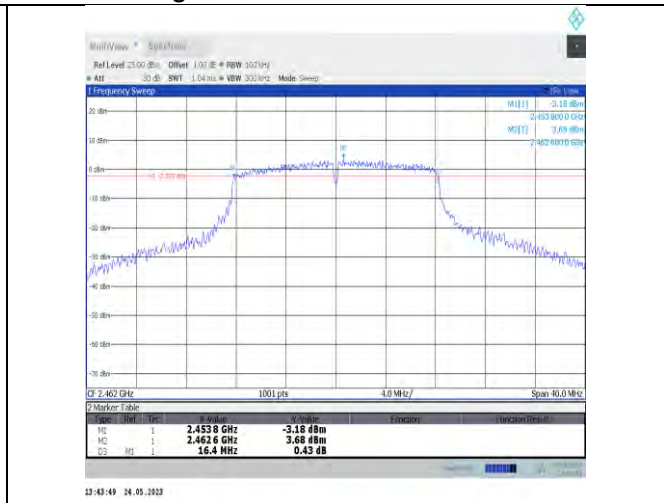 MultiView Spectrum
Ref Level 25.00 dBm Offset 1.00 dB RBW 100 kHz
Att 30 dB SWT 1.04 ms VBW 300 kHz Mode Sweep
1 Frequency Sweep
M1[1] -3.18 dBm
2.453 800 0 GHz
M2[1] 3.69 dBm
2.462 600 0 GHz
20 dBm
10 dBm
0 dBm
-10 dBm
-20 dBm
-30 dBm
-40 dBm
-50 dBm
-60 dBm
-70 dBm
CF 2.462 GHz 1001 pts 4.0 MHz/ Span 40.0 MHz
2 Marker Table
Type Ref Trc X-Value Y-Value Function Function Result
M1 1 2.4538 GHz -3.18 dBm
M2 1 2.4626 GHz 3.68 dBm
D3 M1 1 16.4 MHz 0.43 dB
13:43:49 24.05.2023